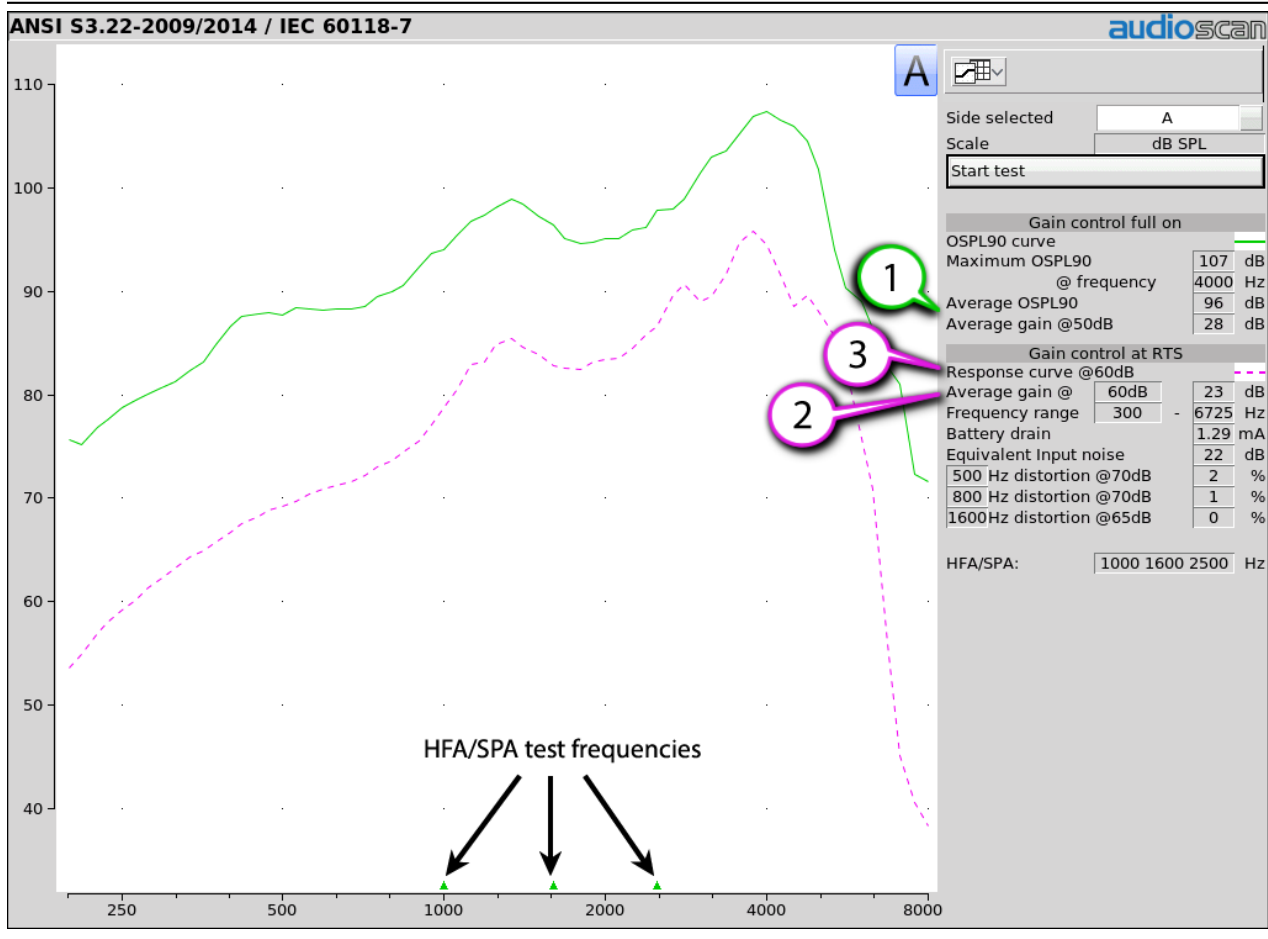 ANSI S3.22-2009/2014 / IEC 60118-7
audioscan
A
110
100
90
80
70
60
50
40
HFA/SPA test frequencies
250 500 1000 2000 4000 8000
1
3
2
Side selected A
Scale dB SPL
Start test
Gain control full on
OSPL90 curve
Maximum OSPL90 107 dB
@ frequency 4000 Hz
Average OSPL90 96 dB
Average gain @50dB 28 dB
Gain control at RTS
Response curve @60dB
Average gain @ 60dB 23 dB
Frequency range 300 - 6725 Hz
Battery drain 1.29 mA
Equivalent Input noise 22 dB
500 Hz distortion @70dB 2 %
800 Hz distortion @70dB 1 %
1600Hz distortion @65dB 0 %
HFA/SPA: 1000 1600 2500 Hz